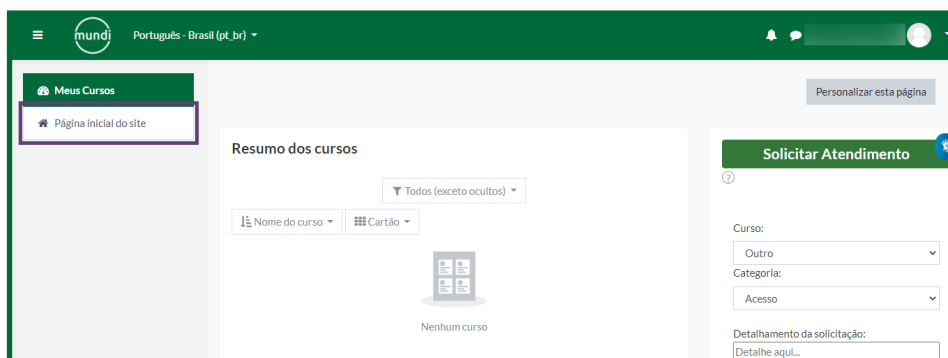 mundi
Português - Brasil (pt_br)
Meus Cursos
Página inicial do site
Personalizar esta página
Resumo dos cursos
Todos (exceto ocultos)
Nome do curso
Cartão
Nenhum curso
Solicitar Atendimento
?
Curso:
Outro
Categoria:
Acesso
Detalhamento da solicitação:
Detalhe aqui...